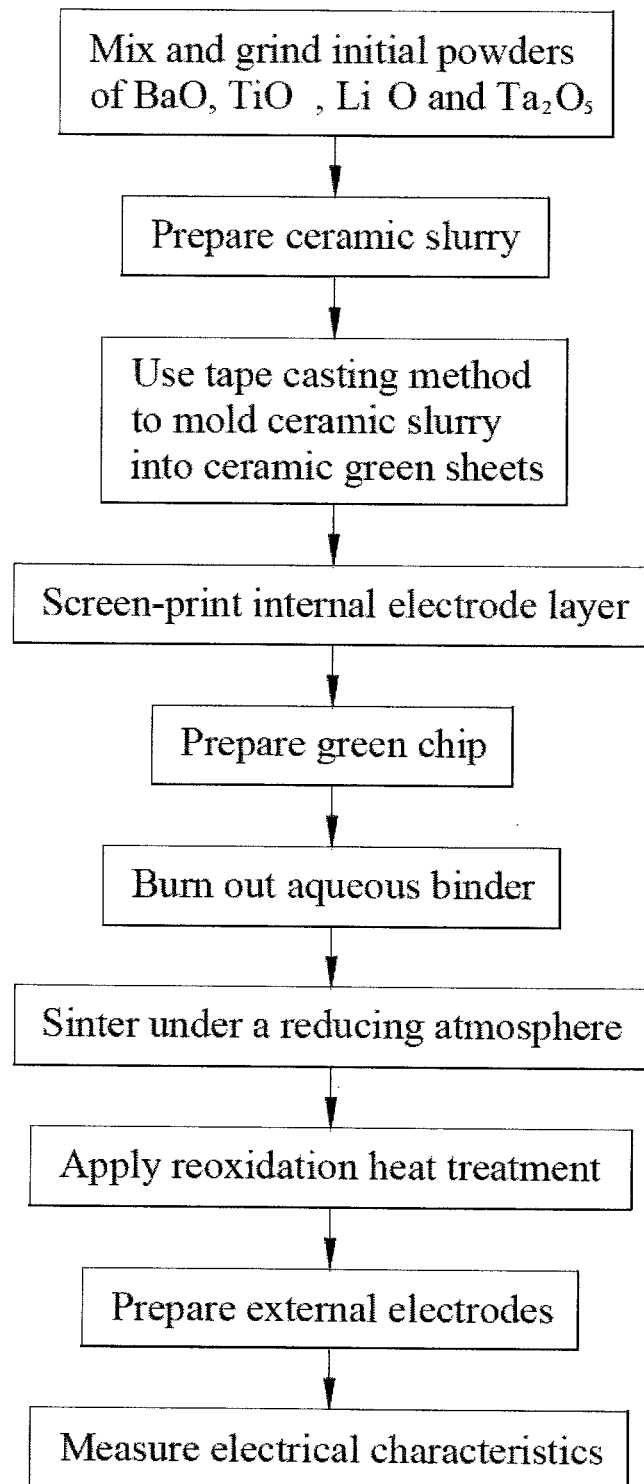 Mix and grind initial powders
of BaO, TiO , Li O and Ta₂O₅
Prepare ceramic slurry
Use tape casting method
to mold ceramic slurry
into ceramic green sheets
Screen-print internal electrode layer
Prepare green chip
Burn out aqueous binder
Sinter under a reducing atmosphere
Apply reoxidation heat treatment
Prepare external electrodes
Measure electrical characteristics